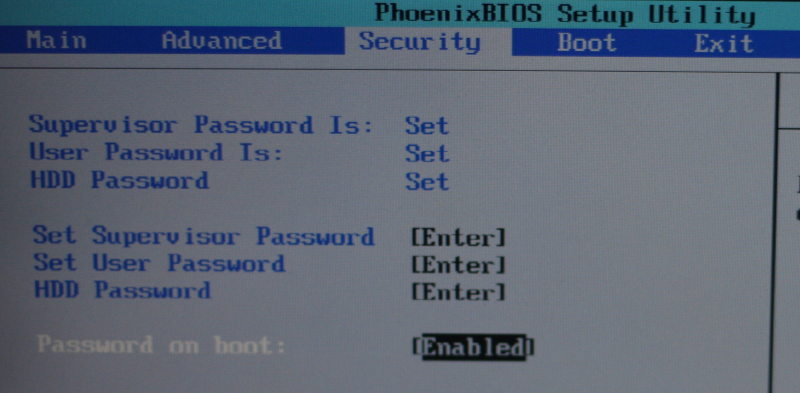 PhoenixBIOS Setup Utility
Main Advanced Security Boot Exit
Supervisor Password Is: Set
User Password Is: Set
HDD Password Set
Set Supervisor Password [Enter]
Set User Password [Enter]
HDD Password [Enter]
Password on boot: [Enabled]